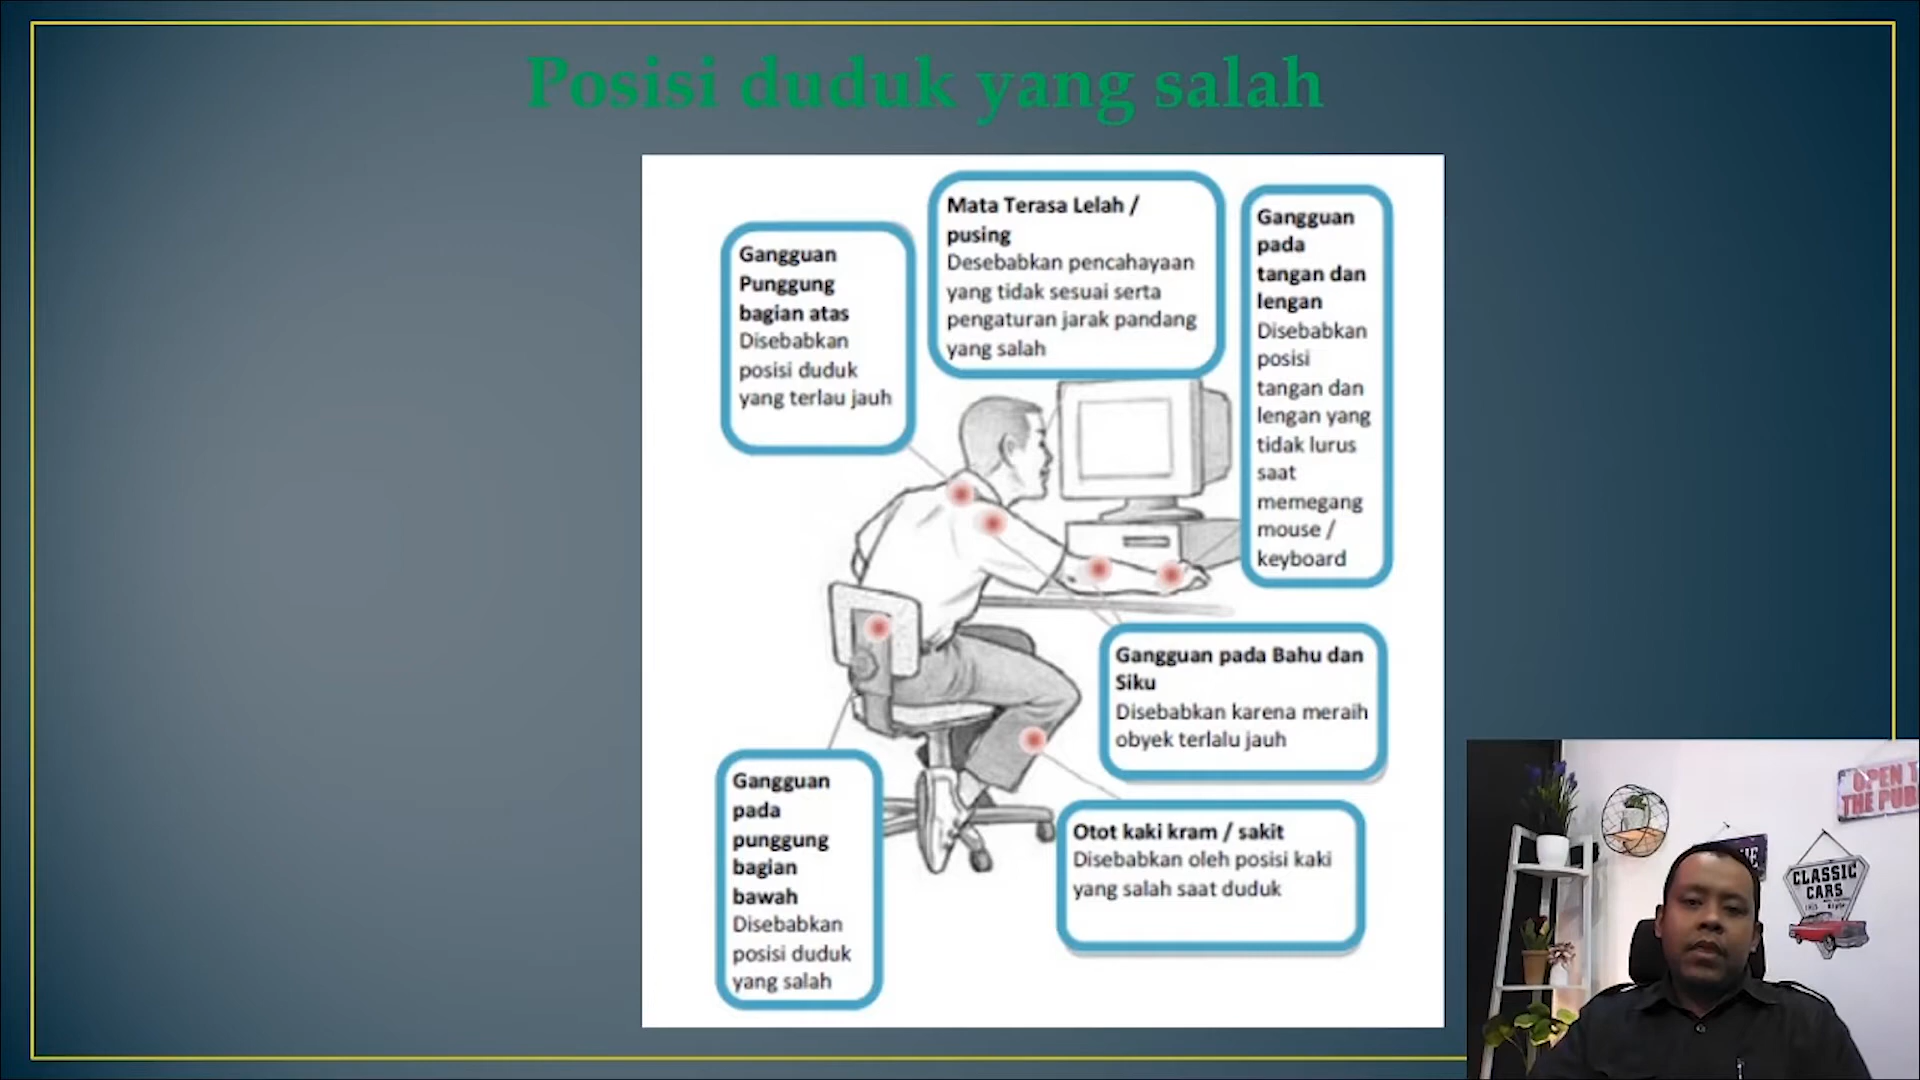 Posisi duduk yang salah
Gangguan
Punggung
bagian atas
Disebabkan
posisi duduk
yang terlau jauh
Mata Terasa Lelah /
pusing
Desebabkan pencahayaan
yang tidak sesuai serta
pengaturan jarak pandang
yang salah
Gangguan
pada
tangan dan
lengan
Disebabkan
posisi
tangan dan
lengan yang
tidak lurus
saat
memegang
mouse /
keyboard
Gangguan pada Bahu dan
Siku
Disebabkan karena meraih
obyek terlalu jauh
Gangguan
pada
punggung
bagian
bawah
Disebabkan
posisi duduk
yang salah
Otot kaki kram / sakit
Disebabkan oleh posisi kaki
yang salah saat duduk
OPEN T
THE PUB
CLASSIC
CARS